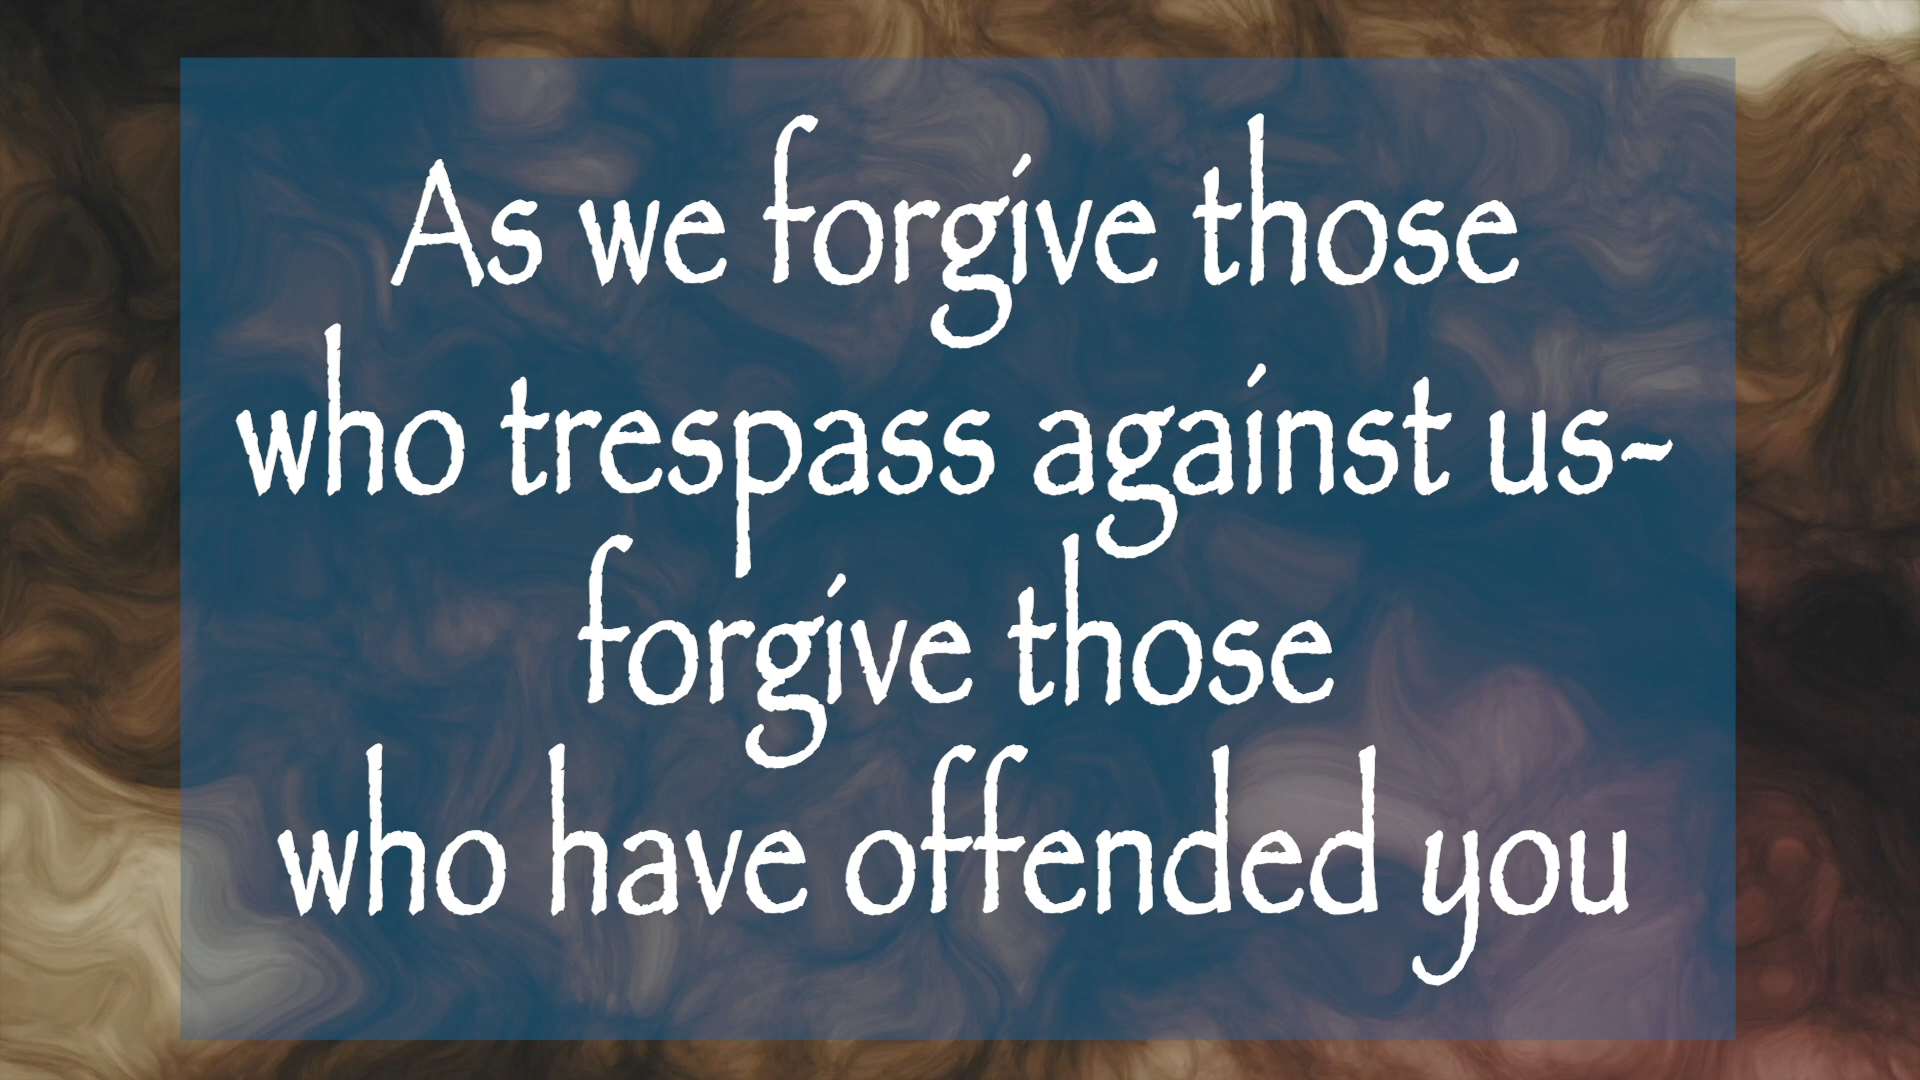 As we forgive those
who trespass against us-
forgive those
who have offended you